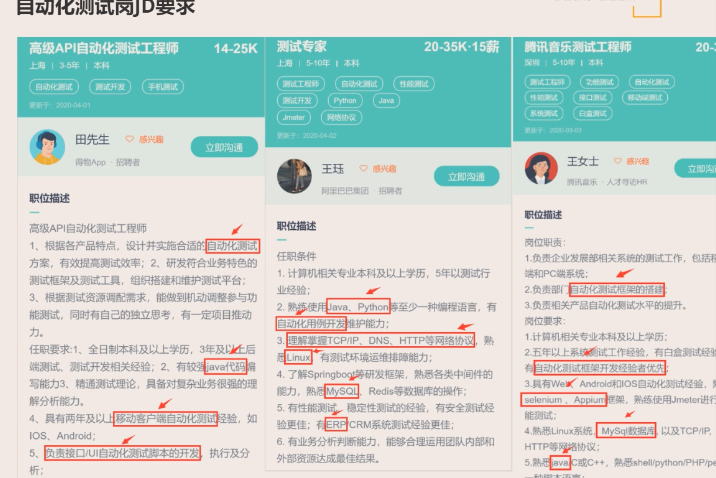 自动化测试岗JD要求
高级API自动化测试工程师 14-25K
上海 | 3-5年 | 本科
自动化测试 测试开发 手机测试
更新于：2020-04-01
田先生 感兴趣
得物App · 招聘者
立即沟通
职位描述
高级API自动化测试工程师
1、根据各产品特点，设计并实施合适的自动化测试
方案，有效提高测试效率；2、研发符合业务特色的
测试框架及测试工具，组织搭建和维护测试平台；
3、根据测试资源调配需求，能做到机动调整参与功
能测试，同时有自己的独立思考，有一定项目推动
力。
任职要求:1、全日制本科及以上学历，3年及以上后
端测试、测试开发相关经验；2、有较强java代码编
写能力3、精通测试理论，具备对复杂业务很强的理
解分析能力。
4、具有两年及以上移动客户端自动化测试经验，如
IOS、Android；
5、负责接口/UI自动化测试脚本的开发，执行及分
析；
测试专家 20-35K·15薪
上海 | 5-10年 | 本科
测试工程师 自动化测试 性能测试
测试开发 Python Java
Jmeter 网络协议
更新于：2020-04-02
王珏 感兴趣
阿里巴巴集团 · 招聘者
立即沟通
职位描述
任职条件
1. 计算机相关专业本科及以上学历，5年以测试行
业经验；
2. 熟练使用Java、Python等至少一种编程语言，有
自动化用例开发维护能力；
3. 理解掌握TCP/IP、DNS、HTTP等网络协议，熟
悉Linux，有测试环境运维排障能力；
4. 了解Springboot等研发框架，熟悉各类中间件的
能力，熟悉MySQL、Redis等数据库的操作；
5. 有性能测试、稳定性测试的经验，有安全测试经
验更佳；有ERP/CRM系统测试经验更佳；
6. 有业务分析判断能力，能够合理运用团队内部和
外部资源达成最佳结果。
腾讯音乐测试工程师 20-3
深圳 | 5-10年 | 本科
测试工程师 功能测试 自动化测试
性能测试 接口测试 移动端测试
系统测试 白盒测试
更新于：2020-03-03
王女士 感兴趣
腾讯音乐 · 人才寻访HR
立即沟
职位描述
岗位职责：
1.负责企业发展部相关系统的测试工作，包括移
端和PC端系统；
2.负责部门自动化测试框架的搭建；
3.负责相关产品自动化测试水平的提升。
岗位要求：
1.计算机相关专业本科及以上学历；
2.五年以上系统测试工作经验，有白盒测试经验
有自动化测试框架开发经验者优先；
3.具有Web、Android和IOS自动化测试经验，熟
selenium 、Appium框架，熟练使用Jmeter进行
能测试；
4.熟悉Linux系统，MySql数据库，以及TCP/IP、
HTTP等网络协议；
5.熟悉java/C或C++，熟悉shell/python/PHP/pe